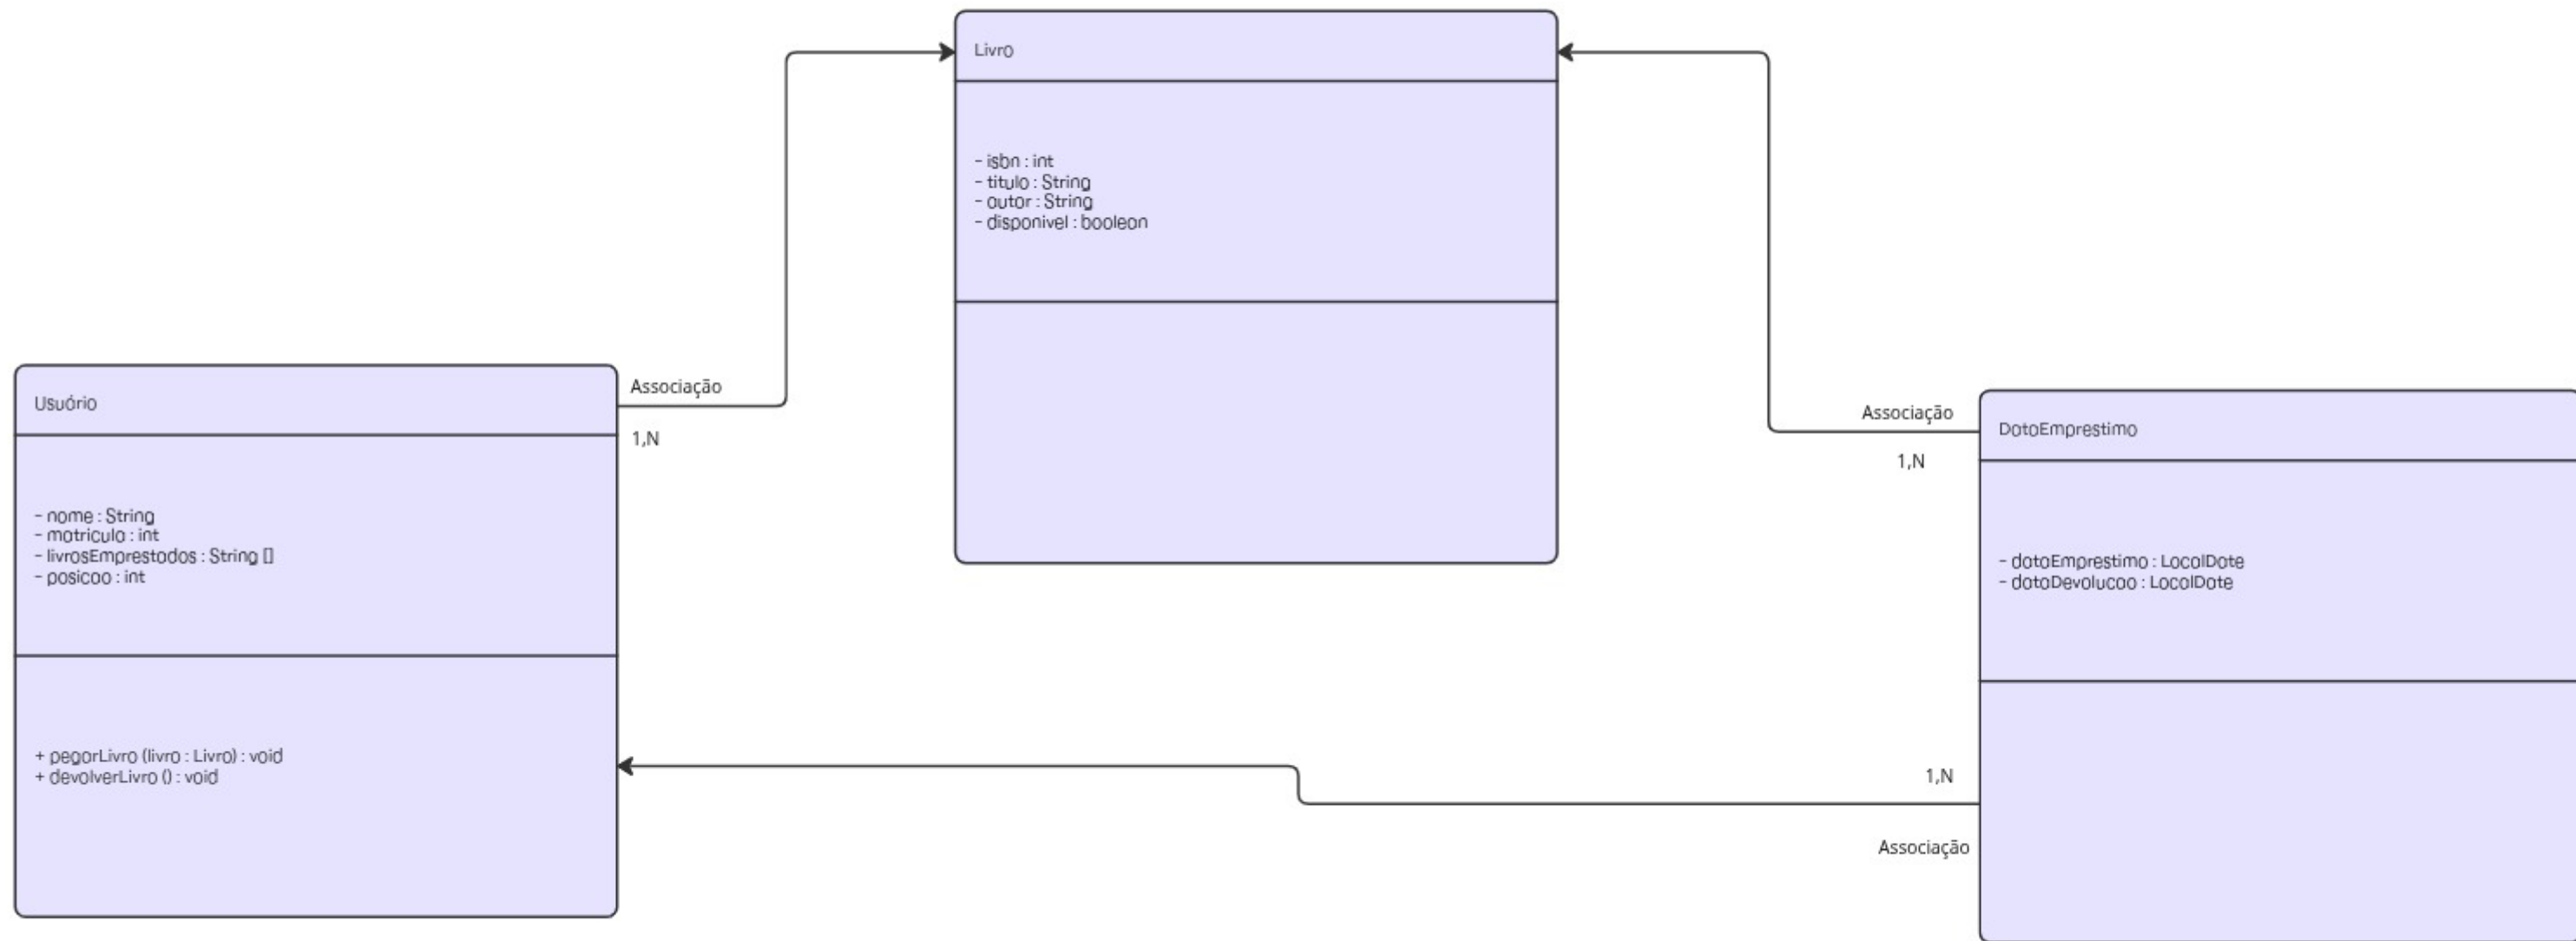 Livro
- isbn : int
- titulo : String
- autor : String
- disponivel : boolean
Usuário
- nome : String
- matricula : int
- livrosEmprestados : String []
- posicao : int
+ pegarLivro (livro : Livro) : void
+ devolverLivro () : void
Associação
1,N
Associação
1,N
DataEmprestimo
- dataEmprestimo : LocalDate
- dataDevolucao : LocalDate
1,N
Associação